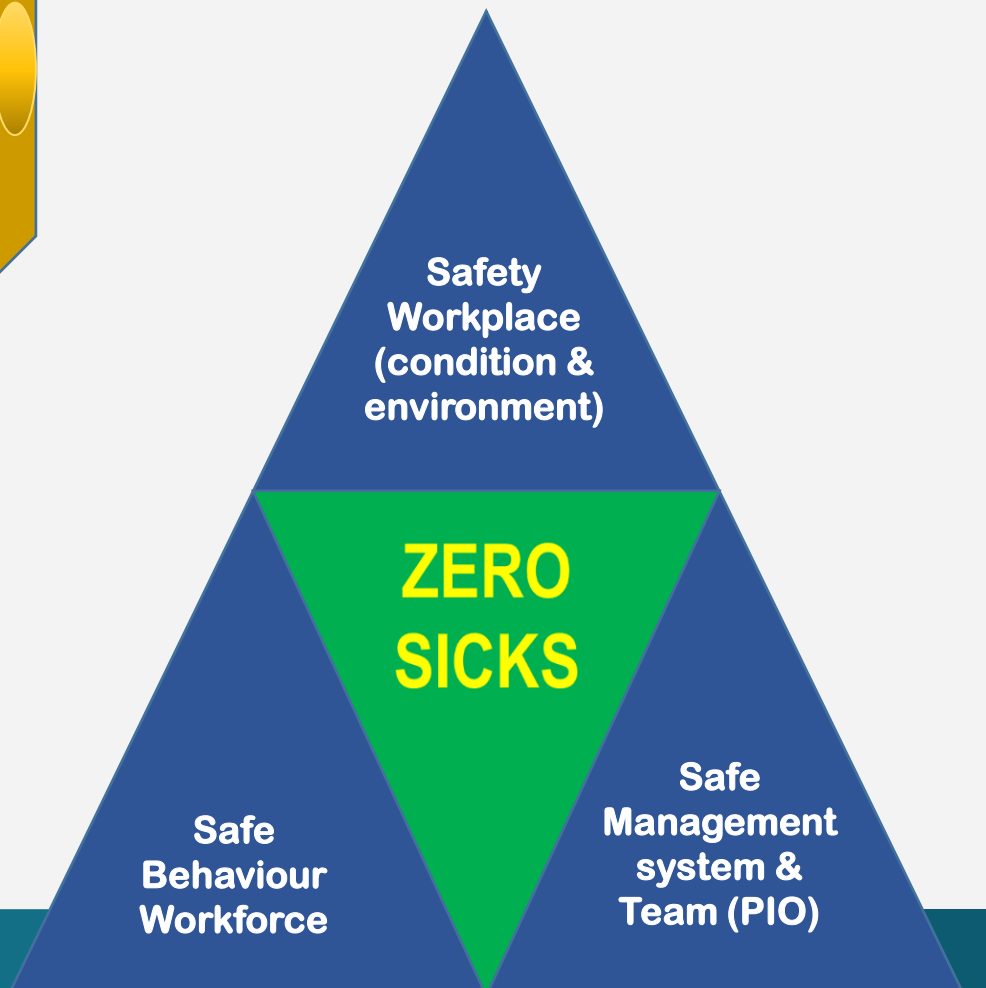 Safety
Workplace
(condition &
environment)
ZERO
SICKS
Safe
Behaviour
Workforce
Safe
Management
system &
Team (PIO)